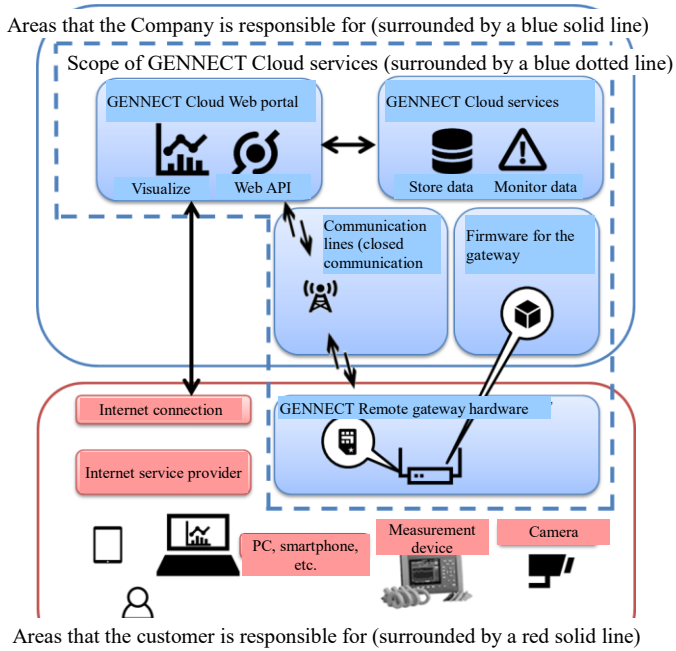 Areas that the Company is responsible for (surrounded by a blue solid line)
Scope of GENNECT Cloud services (surrounded by a blue dotted line)
GENNECT Cloud Web portal
Visualize
Web API
GENNECT Cloud services
Store data
Monitor data
Communication
lines (closed
communication
Firmware for the
gateway
Internet connection
GENNECT Remote gateway hardware
Internet service provider
PC, smartphone,
etc.
Measurement
device
Camera
Areas that the customer is responsible for (surrounded by a red solid line)